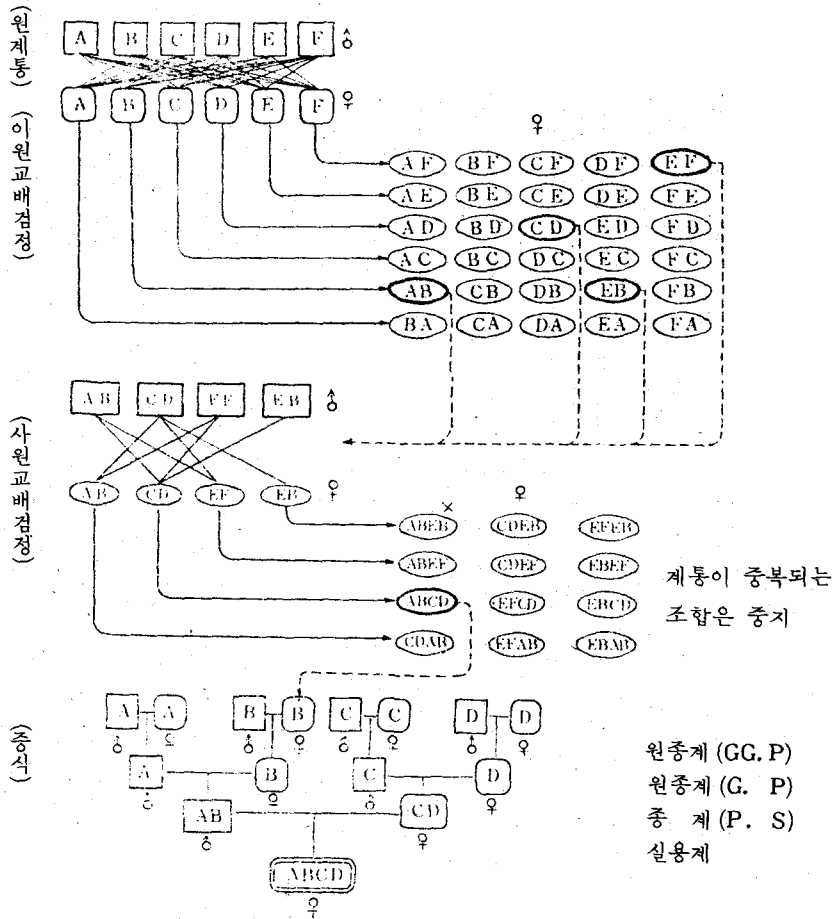 (원계통)
A B C D E F ♂
A B C D E F ♀
(이원교배검정)
♀
AF BF CF DF EF
AE BE CE DE FE
AD BD CD ED FD
AC BC DC EC FC
AB CB DB EB FB
BA CA DA EA FA
(사원교배검정)
AB CD EF EB ♂
AB CD EF EB ♀
× ♀
ABEB CDEB EFEB
ABEF CDEF EBEF
ABCD EFCD EBCD
CDAB EFAB EBAB
계통이 중복되는
조합은 중지
(증식)
A A B B C C D D
♂ ♀ ♂ ♀ ♂ ♀ ♂ ♀
A B C D
♂ ♀ ♂ ♀
AB CD
♂ ♀
ABCD
♀
원종계 (GG. P)
원종계 (G. P)
종 계 (P. S)
실용계